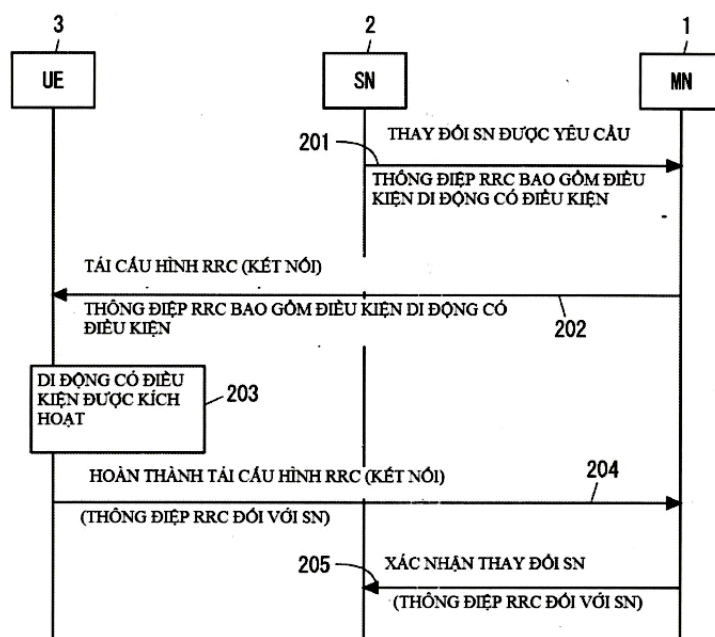 3
2
1
UE
SN
MN
THAY ĐỔI SN ĐƯỢC YÊU CẦU
201
THÔNG ĐIỆP RRC BAO GỒM ĐIỀU
KIỆN DI ĐỘNG CÓ ĐIỀU KIỆN
TÁI CẤU HÌNH RRC (KẾT NỐI)
THÔNG ĐIỆP RRC BAO GỒM ĐIỀU KIỆN DI ĐỘNG CÓ
ĐIỀU KIỆN
202
DI ĐỘNG CÓ ĐIỀU
KIỆN ĐƯỢC KÍCH
HOẠT
203
HOÀN THÀNH TÁI CẤU HÌNH RRC (KẾT NỐI)
204
(THÔNG ĐIỆP RRC ĐỐI VỚI SN)
XÁC NHẬN THAY ĐỔI SN
205
(THÔNG ĐIỆP RRC ĐỐI VỚI SN)